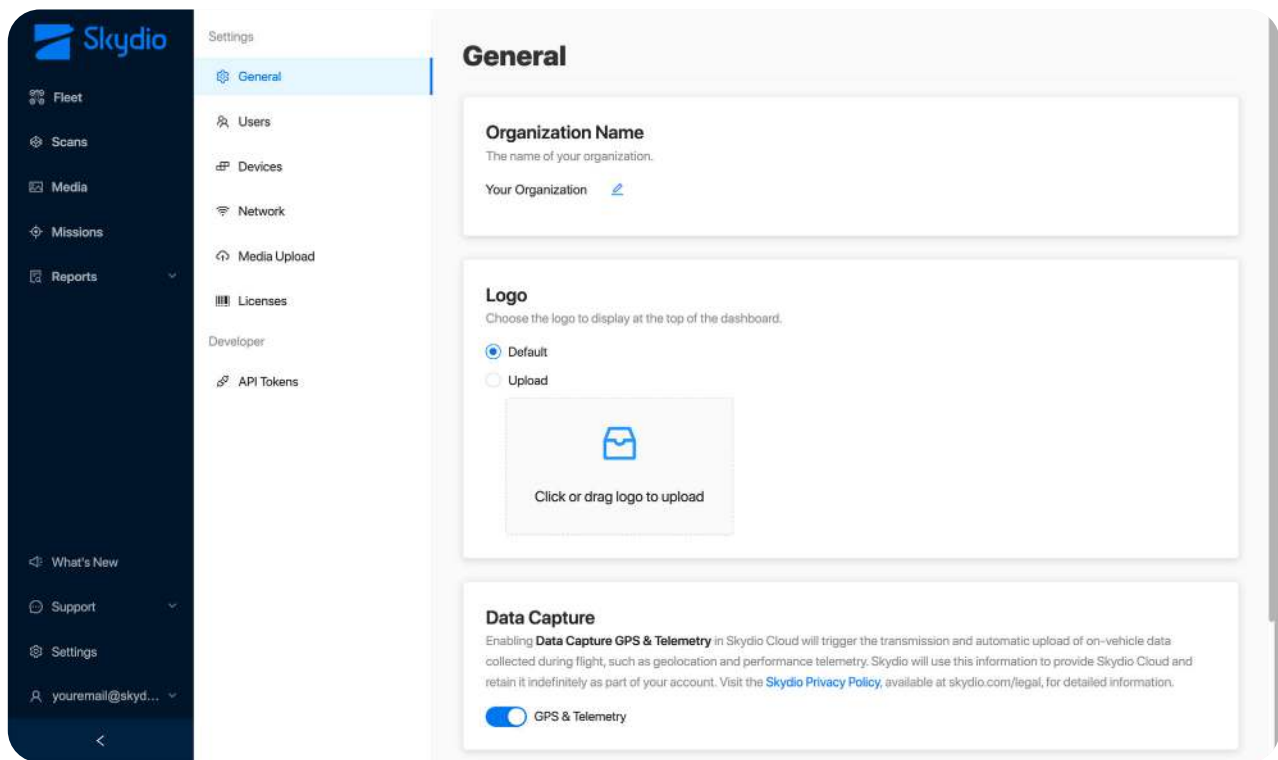 Skydio
Fleet
Scans
Media
Missions
Reports
What's New
Support
Settings
youremail@skyd...
Settings
General
Users
Devices
Network
Media Upload
Licenses
Developer
API Tokens
General
Organization Name
The name of your organization.
Your Organization
Logo
Choose the logo to display at the top of the dashboard.
Default
Upload
Click or drag logo to upload
Data Capture
Enabling Data Capture GPS & Telemetry in Skydio Cloud will trigger the transmission and automatic upload of on-vehicle data
collected during flight, such as geolocation and performance telemetry. Skydio will use this information to provide Skydio Cloud and
retain it indefinitely as part of your account. Visit the Skydio Privacy Policy, available at skydio.com/legal, for detailed information.
GPS & Telemetry